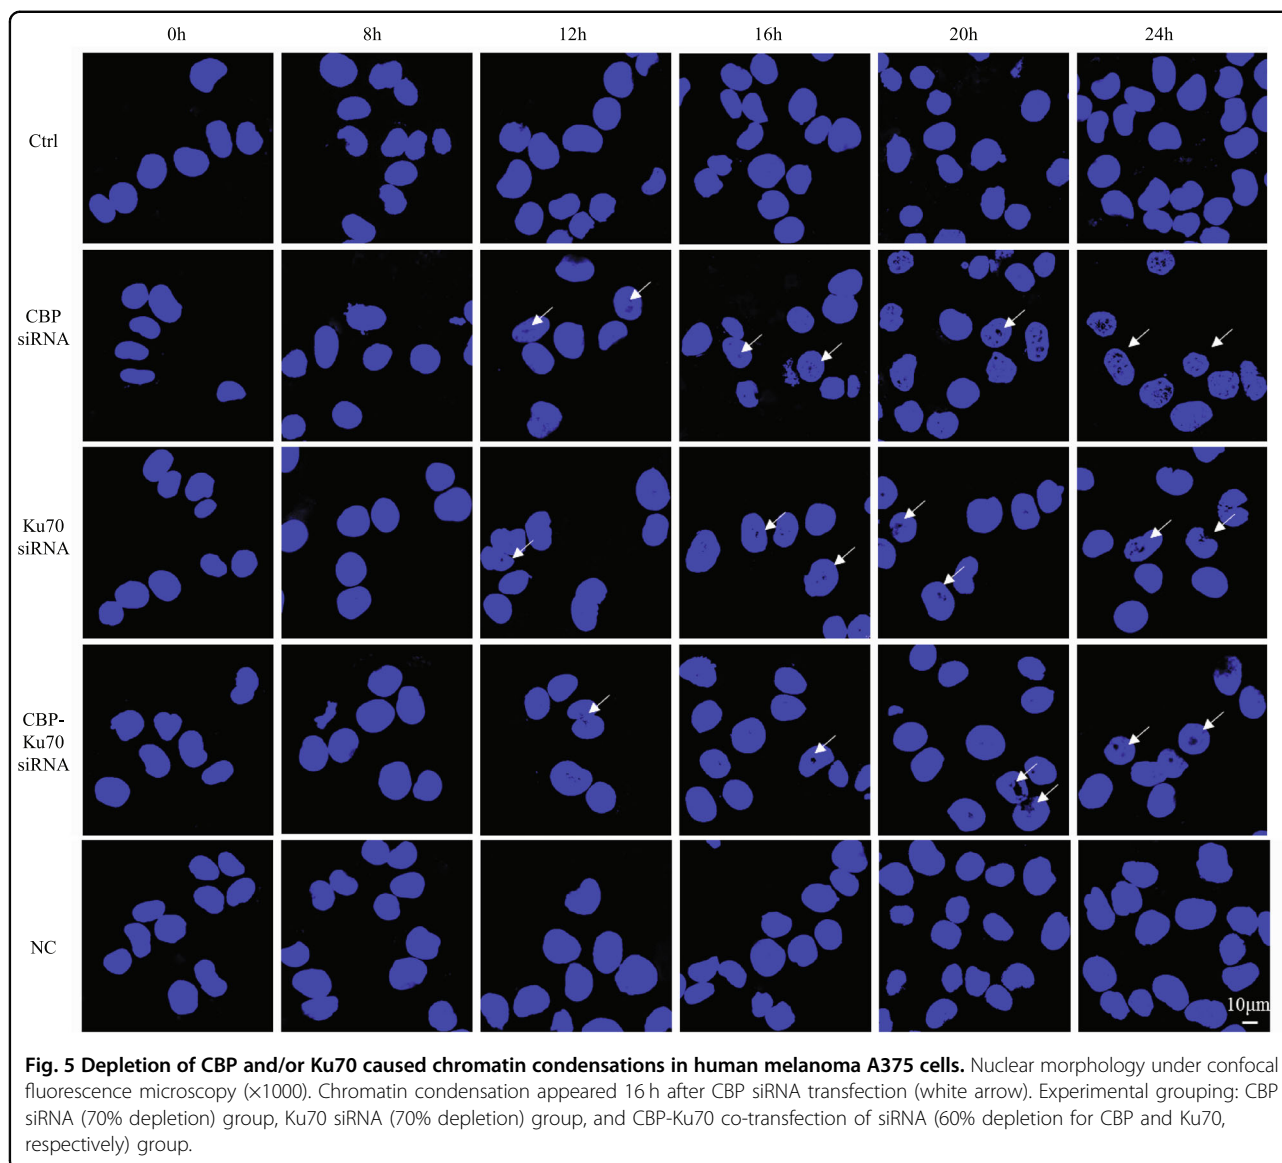 0h 8h 12h 16h 20h 24h
Ctrl
CBP
siRNA
Ku70
siRNA
CBP-
Ku70
siRNA
NC
10μm
Fig. 5 Depletion of CBP and/or Ku70 caused chromatin condensations in human melanoma A375 cells. Nuclear morphology under confocal
fluorescence microscopy (×1000). Chromatin condensation appeared 16 h after CBP siRNA transfection (white arrow). Experimental grouping: CBP
siRNA (70% depletion) group, Ku70 siRNA (70% depletion) group, and CBP-Ku70 co-transfection of siRNA (60% depletion for CBP and Ku70,
respectively) group.